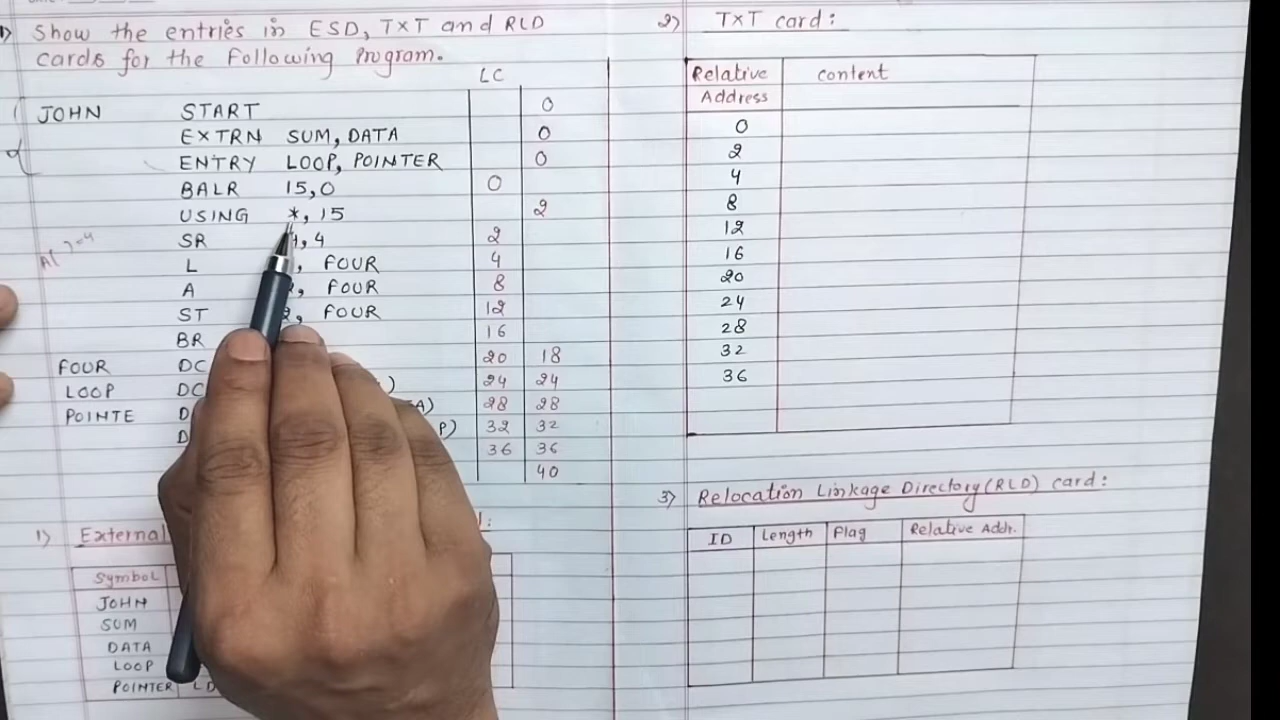 1) Show the entries in ESD, TXT and RLD
cards for the Following Program.
LC
JOHN START 0
EXTRN SUM, DATA 0
ENTRY LOOP, POINTER 0
BALR 15,0 0
USING *, 15 2
SR ,4 2
L , FOUR 4
A , FOUR 8
ST , FOUR 12
BR 16
FOUR DC 20 18
LOOP DC ) 24 24
POINTE D A) 28 28
D P) 32 32
36 36
40
A( )=4
1) External
Symbol
JOHN
SUM
DATA
LOOP
POINTER LD
2) TXT card:
Relative Address content
0
2
4
8
12
16
20
24
28
32
36
3) Relocation Linkage Directory (RLD) card:
ID Length Flag Relative Addr.